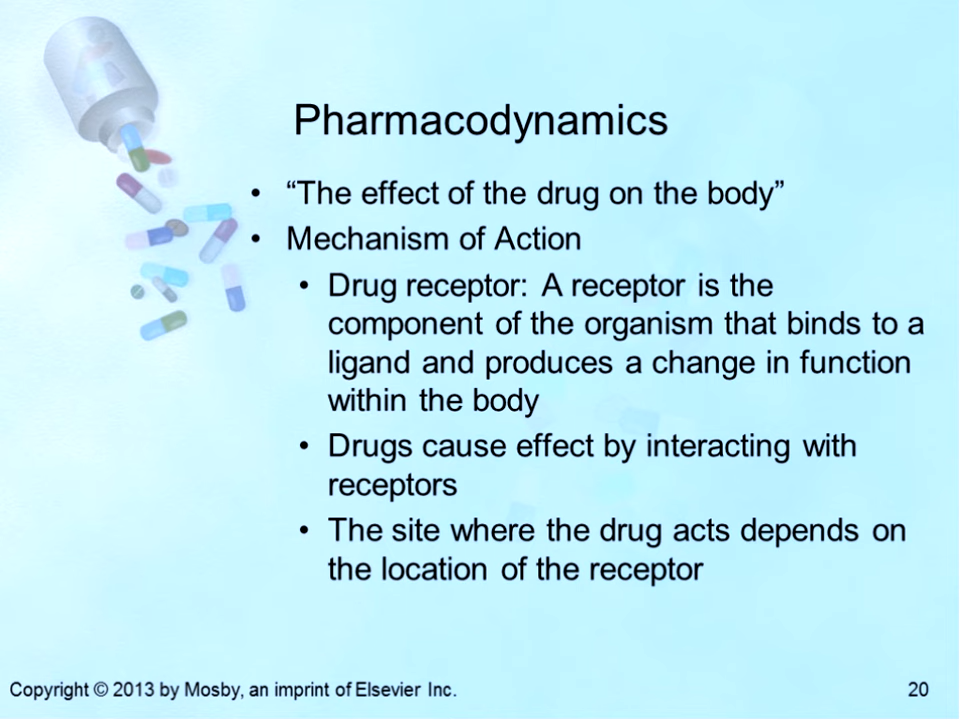 Pharmacodynamics
• “The effect of the drug on the body”
• Mechanism of Action
• Drug receptor: A receptor is the
component of the organism that binds to a
ligand and produces a change in function
within the body
• Drugs cause effect by interacting with
receptors
• The site where the drug acts depends on
the location of the receptor
Copyright © 2013 by Mosby, an imprint of Elsevier Inc.
20